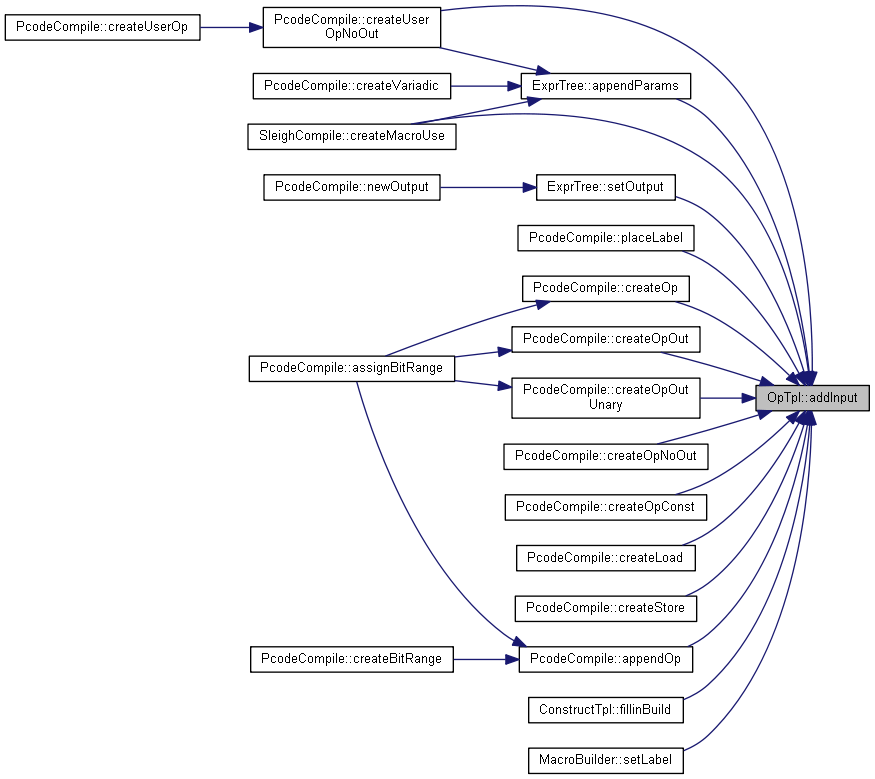 PcodeCompile::createUserOp
PcodeCompile::createUser
OpNoOut
PcodeCompile::createVariadic
ExprTree::appendParams
SleighCompile::createMacroUse
PcodeCompile::newOutput
ExprTree::setOutput
PcodeCompile::placeLabel
PcodeCompile::createOp
PcodeCompile::createOpOut
PcodeCompile::assignBitRange
PcodeCompile::createOpOut
Unary
OpTpl::addInput
PcodeCompile::createOpNoOut
PcodeCompile::createOpConst
PcodeCompile::createLoad
PcodeCompile::createStore
PcodeCompile::createBitRange
PcodeCompile::appendOp
ConstructTpl::fillinBuild
MacroBuilder::setLabel